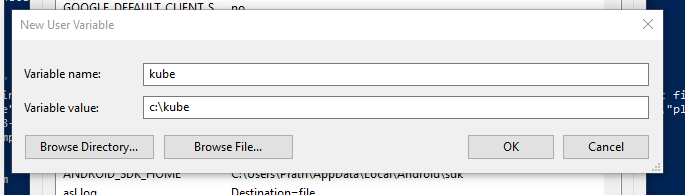 GOOGLE_DEFAULT_CLIENT_S... no
New User Variable
Variable name: kube
Variable value: c:\kube
Browse Directory... Browse File... OK Cancel
ANDROID_SDK_HOME C:\Users\Prath\AppData\Local\Android\sdk
asl.log Destination=file